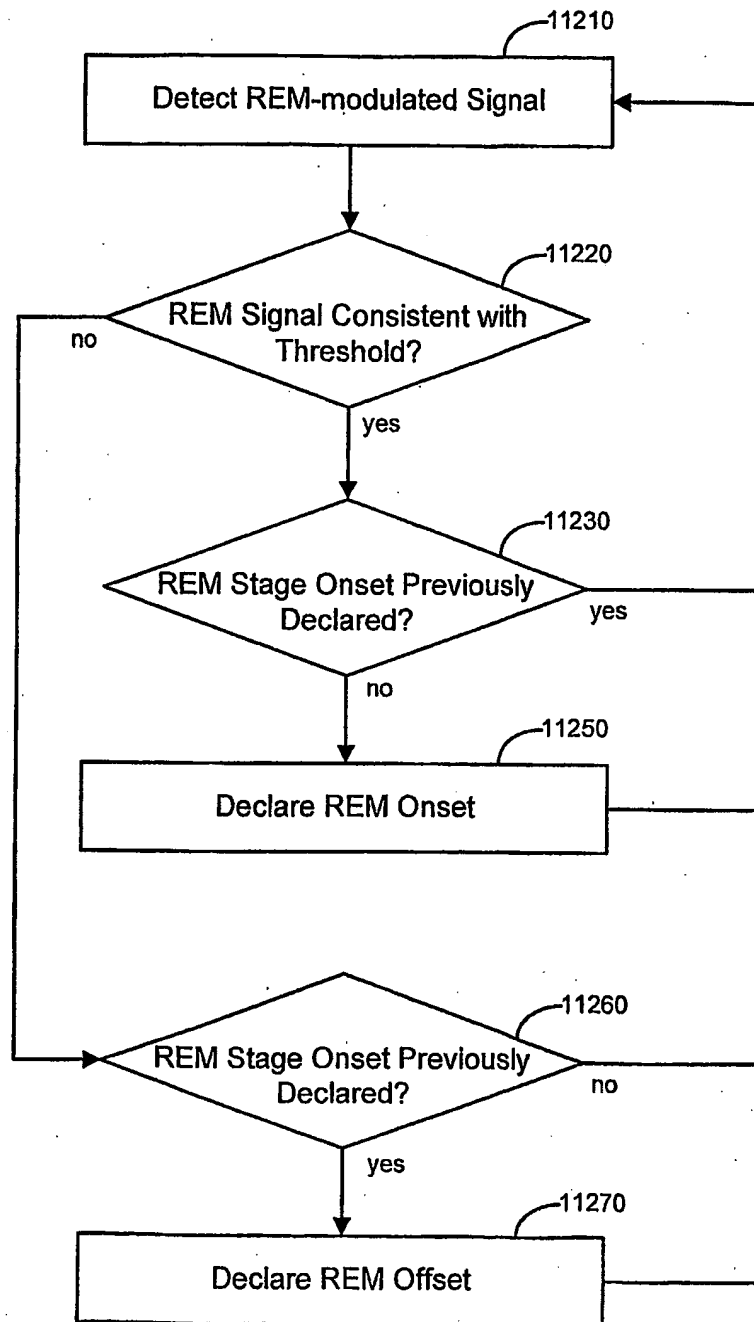 11210
Detect REM-modulated Signal
11220
REM Signal Consistent with
Threshold?
no
yes
11230
REM Stage Onset Previously
Declared?
yes
no
11250
Declare REM Onset
11260
REM Stage Onset Previously
Declared?
no
yes
11270
Declare REM Offset